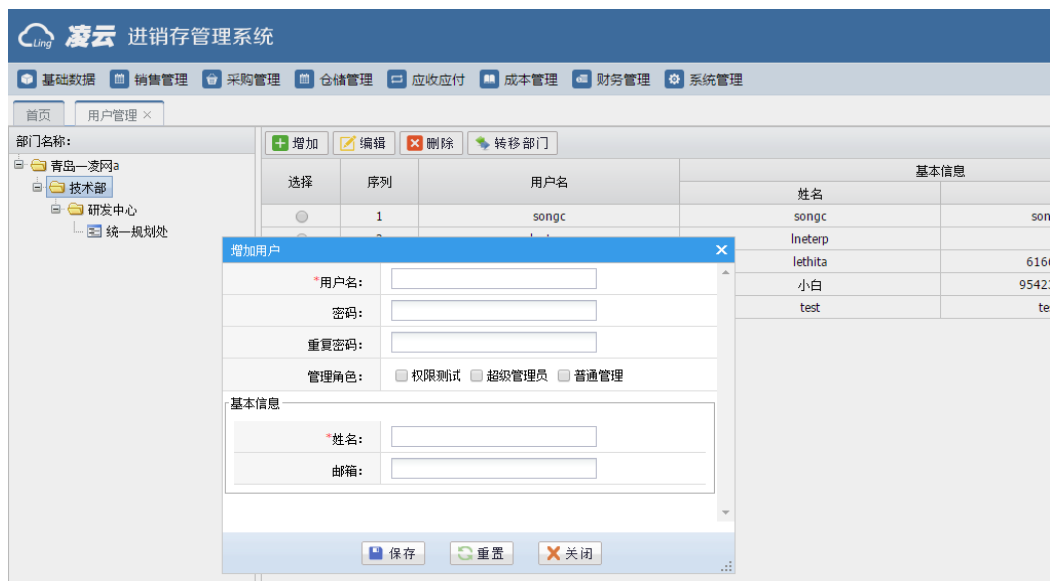 Ling 凌云 进销存管理系统
基础数据 销售管理 采购管理 仓储管理 应收应付 成本管理 财务管理 系统管理
首页 用户管理
部门名称:
增加 编辑 删除 转移部门
青岛一凌网a
技术部
研发中心
统一规划处
选择 序列 用户名 基本信息
姓名
1 songc songc son
lneterp
lethita 616
小白 9542
test te
增加用户
*用户名:
密码:
重复密码:
管理角色: 权限测试 超级管理员 普通管理
基本信息
*姓名:
邮箱:
保存 重置 关闭